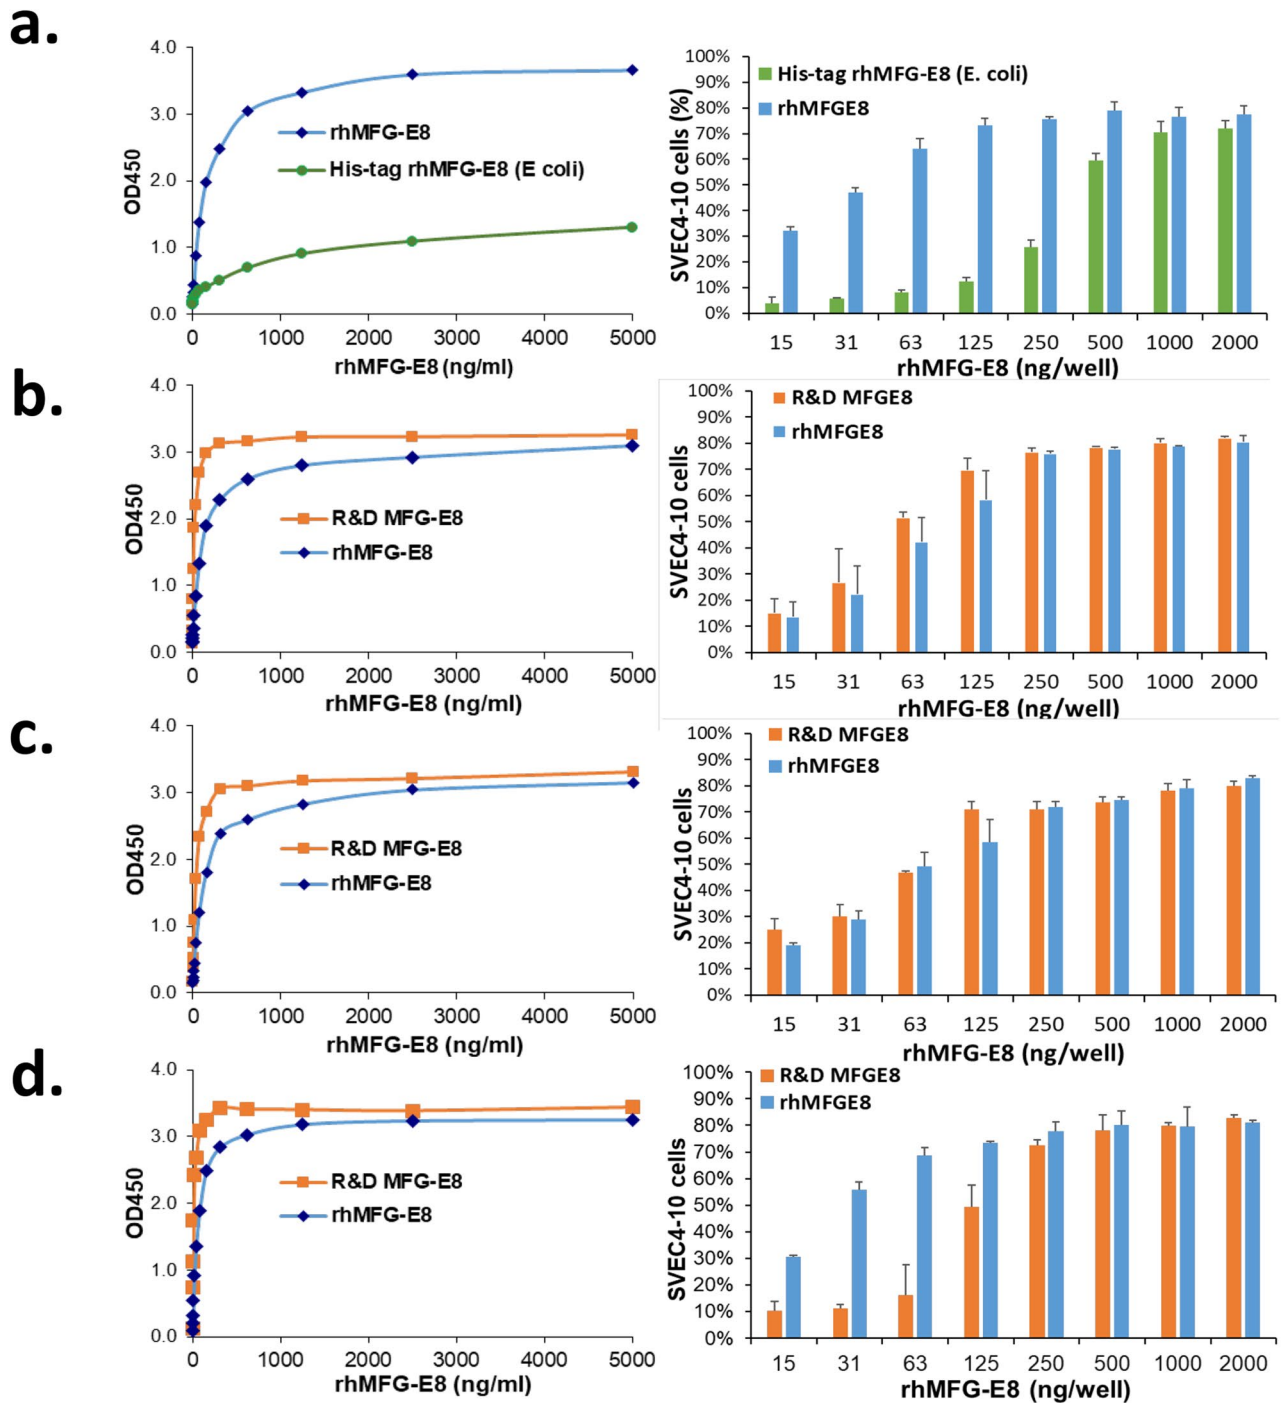 a.
4.0
3.0
2.0
1.0
0.0
OD450
rhMFG-E8
His-tag rhMFG-E8 (E coli)
0 1000 2000 3000 4000 5000
rhMFG-E8 (ng/ml)
100%
90%
80%
70%
60%
50%
40%
30%
20%
10%
0%
SVEC4-10 cells (%)
His-tag rhMFG-E8 (E. coli)
rhMFGE8
15 31 63 125 250 500 1000 2000
rhMFG-E8 (ng/well)
b.
4.0
3.0
2.0
1.0
0.0
OD450
R&D MFG-E8
rhMFG-E8
0 1000 2000 3000 4000 5000
rhMFG-E8 (ng/ml)
100%
90%
80%
70%
60%
50%
40%
30%
20%
10%
0%
SVEC4-10 cells
R&D MFGE8
rhMFGE8
15 31 63 125 250 500 1000 2000
rhMFG-E8 (ng/well)
c.
4.0
3.0
2.0
1.0
0.0
OD450
R&D MFG-E8
rhMFG-E8
0 1000 2000 3000 4000 5000
rhMFG-E8 (ng/ml)
100%
90%
80%
70%
60%
50%
40%
30%
20%
10%
0%
SVEC4-10 cells
R&D MFGE8
rhMFGE8
15 31 63 125 250 500 1000 2000
rhMFG-E8 (ng/well)
d.
4.0
3.0
2.0
1.0
0.0
OD450
R&D MFG-E8
rhMFG-E8
0 1000 2000 3000 4000 5000
rhMFG-E8 (ng/ml)
100%
90%
80%
70%
60%
50%
40%
30%
20%
10%
0%
SVEC4-10 cells
R&D MFGE8
rhMFGE8
15 31 63 125 250 500 1000 2000
rhMFG-E8 (ng/well)